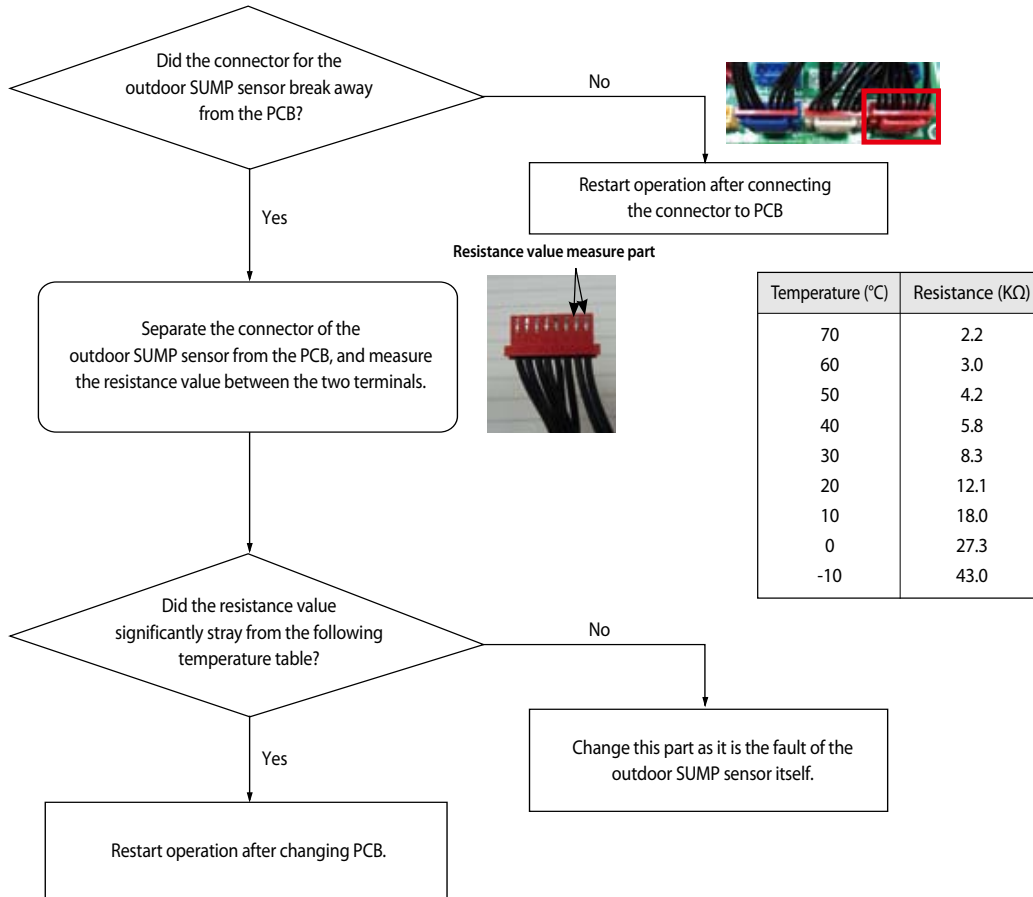 Did the connector for the
outdoor SUMP sensor break away
from the PCB?
No
Restart operation after connecting
the connector to PCB
Yes
Resistance value measure part
Separate the connector of the
outdoor SUMP sensor from the PCB, and measure
the resistance value between the two terminals.
Temperature (°C) Resistance (KΩ)
70 2.2
60 3.0
50 4.2
40 5.8
30 8.3
20 12.1
10 18.0
0 27.3
-10 43.0
Did the resistance value
significantly stray from the following
temperature table?
No
Change this part as it is the fault of the
outdoor SUMP sensor itself.
Yes
Restart operation after changing PCB.